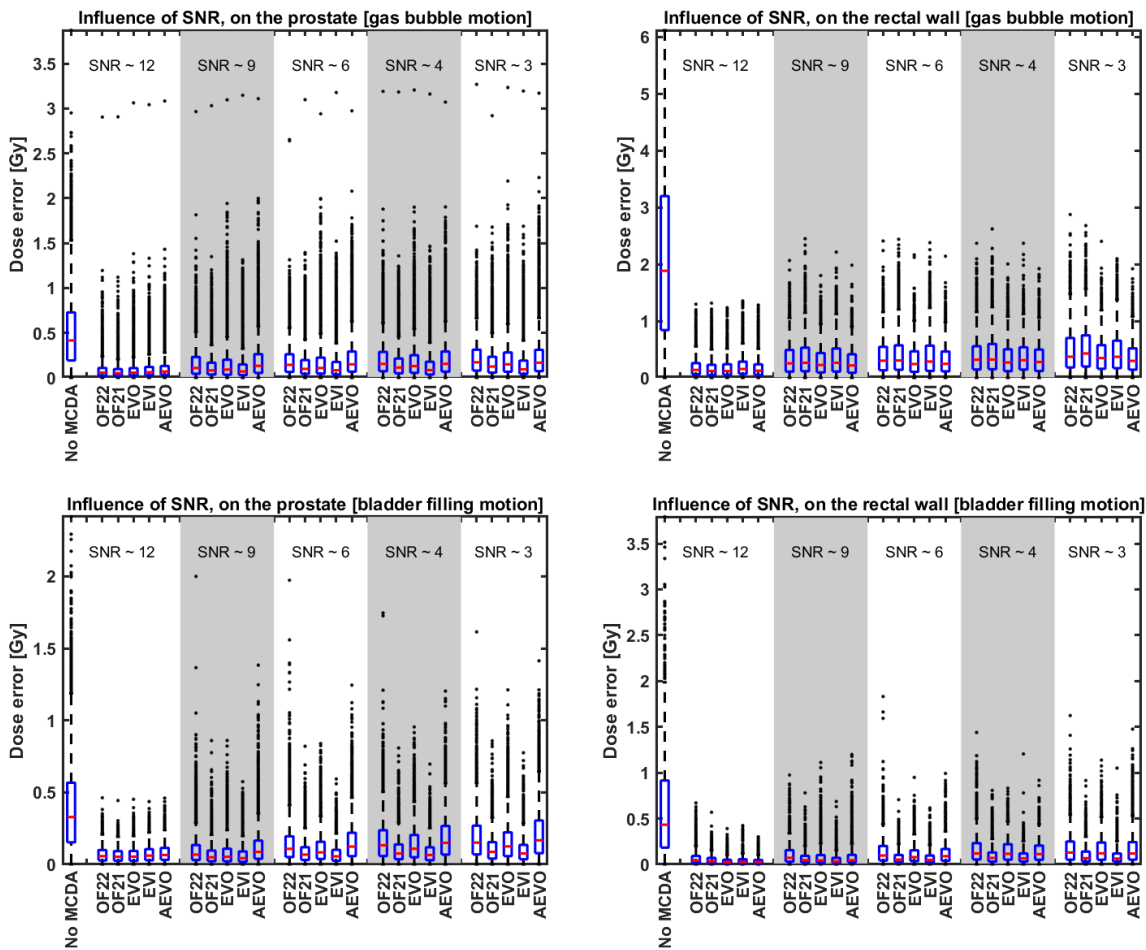 Influence of SNR, on the prostate [gas bubble motion]
Dose error [Gy]
3.5
3
2.5
2
1.5
1
0.5
0
SNR ~ 12 SNR ~ 9 SNR ~ 6 SNR ~ 4 SNR ~ 3
No MCDA OF22 OF21 EVO EVI AEVO OF22 OF21 EVO EVI AEVO OF22 OF21 EVO EVI AEVO OF22 OF21 EVO EVI AEVO OF22 OF21 EVO EVI AEVO
Influence of SNR, on the rectal wall [gas bubble motion]
Dose error [Gy]
6
5
4
3
2
1
0
SNR ~ 12 SNR ~ 9 SNR ~ 6 SNR ~ 4 SNR ~ 3
No MCDA OF22 OF21 EVO EVI AEVO OF22 OF21 EVO EVI AEVO OF22 OF21 EVO EVI AEVO OF22 OF21 EVO EVI AEVO OF22 OF21 EVO EVI AEVO
Influence of SNR, on the prostate [bladder filling motion]
Dose error [Gy]
2
1.5
1
0.5
0
SNR ~ 12 SNR ~ 9 SNR ~ 6 SNR ~ 4 SNR ~ 3
No MCDA OF22 OF21 EVO EVI AEVO OF22 OF21 EVO EVI AEVO OF22 OF21 EVO EVI AEVO OF22 OF21 EVO EVI AEVO OF22 OF21 EVO EVI AEVO
Influence of SNR, on the rectal wall [bladder filling motion]
Dose error [Gy]
3.5
3
2.5
2
1.5
1
0.5
0
SNR ~ 12 SNR ~ 9 SNR ~ 6 SNR ~ 4 SNR ~ 3
No MCDA OF22 OF21 EVO EVI AEVO OF22 OF21 EVO EVI AEVO OF22 OF21 EVO EVI AEVO OF22 OF21 EVO EVI AEVO OF22 OF21 EVO EVI AEVO